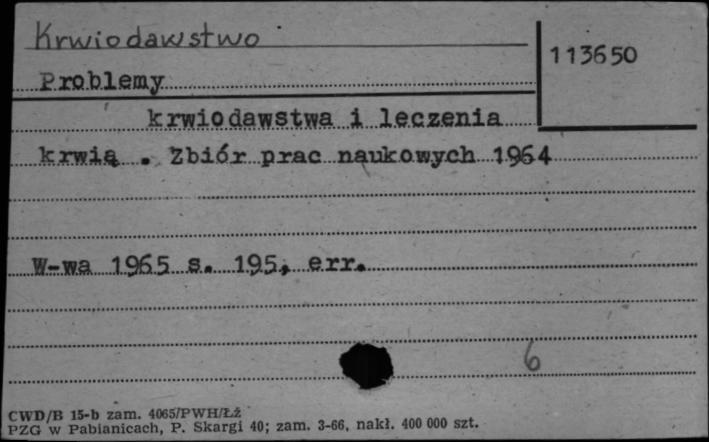 Krwiodawstwo
113650
Problemy
krwiodawstwa i leczenia
krwią . Zbiór prac naukowych 1964
W-wa 1965 s. 195, err.
6
CWD/B 15-b zam. 4065/PWH/Łź
PZG w Pabianicach, P. Skargi 40; zam. 3-66, nakł. 400 000 szt.